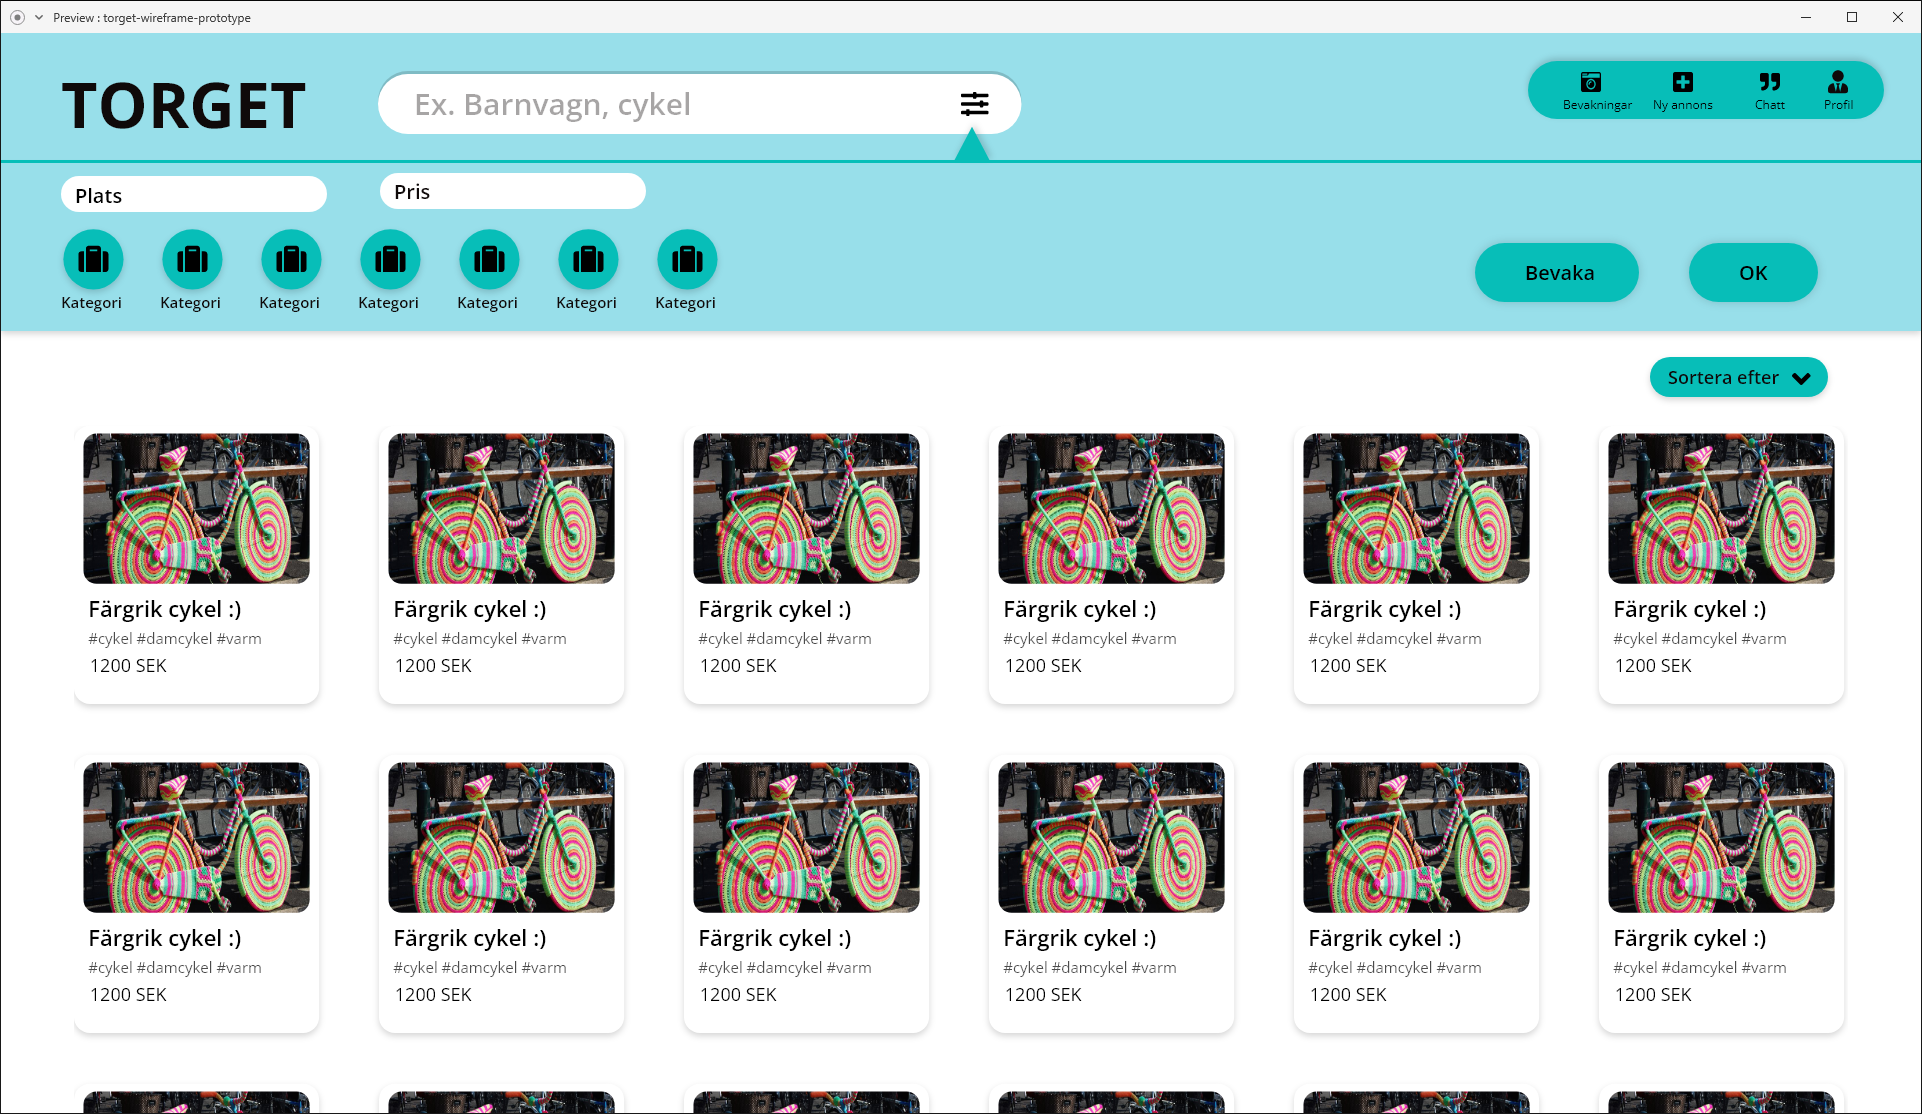 Preview : torget-wireframe-prototype
TORGET
Ex. Barnvagn, cykel
Bevakningar Ny annons Chatt Profil
Plats Pris
Kategori Kategori Kategori Kategori Kategori Kategori Kategori
Bevaka OK
Sortera efter
Färgrik cykel :) Färgrik cykel :) Färgrik cykel :) Färgrik cykel :) Färgrik cykel :) Färgrik cykel :)
#cykel #damcykel #varm #cykel #damcykel #varm #cykel #damcykel #varm #cykel #damcykel #varm #cykel #damcykel #varm #cykel #damcykel #varm
1200 SEK 1200 SEK 1200 SEK 1200 SEK 1200 SEK 1200 SEK
Färgrik cykel :) Färgrik cykel :) Färgrik cykel :) Färgrik cykel :) Färgrik cykel :) Färgrik cykel :)
#cykel #damcykel #varm #cykel #damcykel #varm #cykel #damcykel #varm #cykel #damcykel #varm #cykel #damcykel #varm #cykel #damcykel #varm
1200 SEK 1200 SEK 1200 SEK 1200 SEK 1200 SEK 1200 SEK